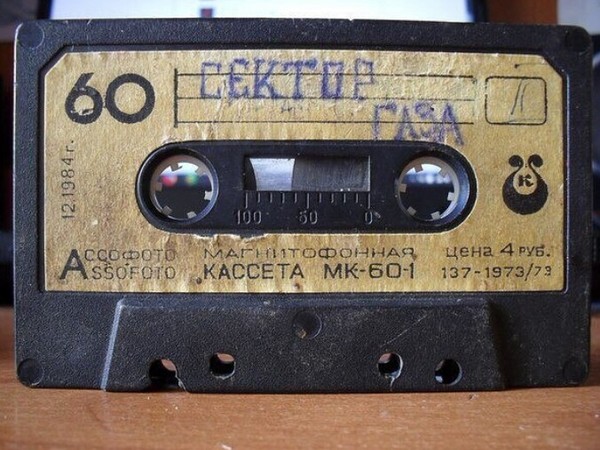 60
СЕКТОР
ГАЗА
12.1984 г.
К
100 50 0
АССОФОТО
ASSOFOTO
МАГНИТОФОННАЯ
КАССЕТА МК-60-1
цена 4 РУБ.
137-1973/73